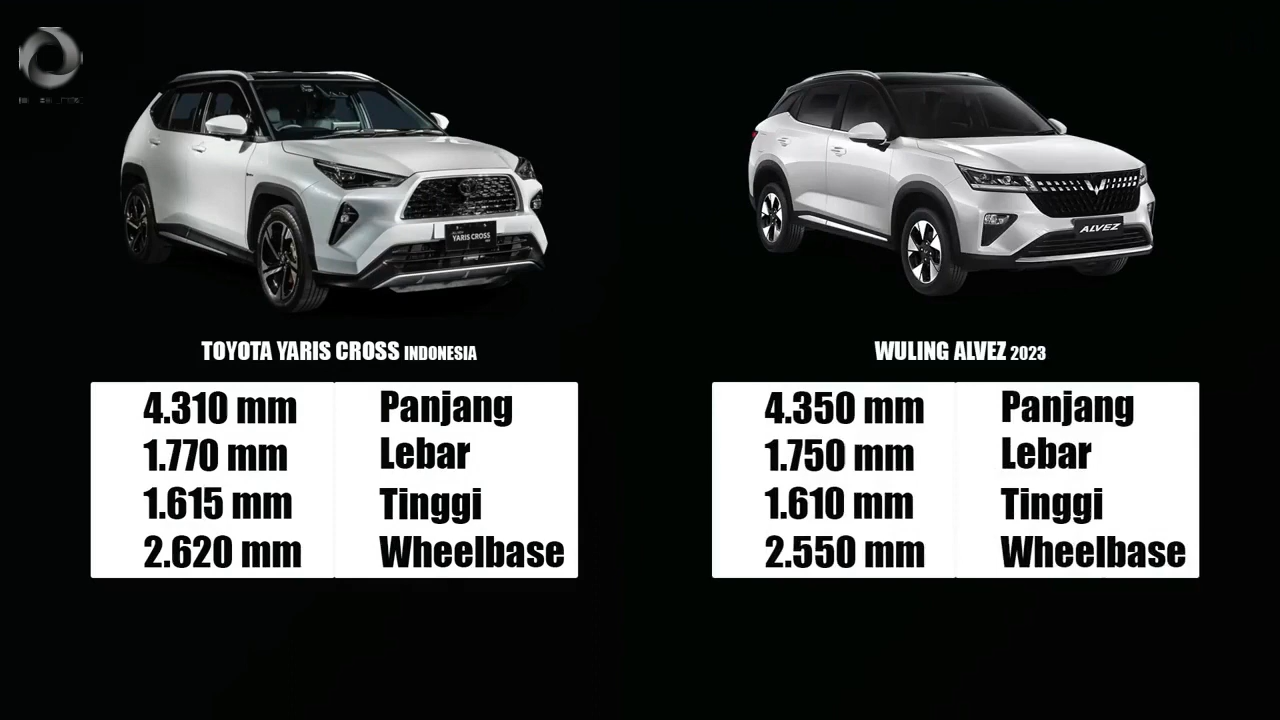 TOYOTA YARIS CROSS INDONESIA
4.310 mm Panjang
1.770 mm Lebar
1.615 mm Tinggi
2.620 mm Wheelbase
YARIS CROSS
WULING ALVEZ 2023
4.350 mm Panjang
1.750 mm Lebar
1.610 mm Tinggi
2.550 mm Wheelbase
ALVEZ